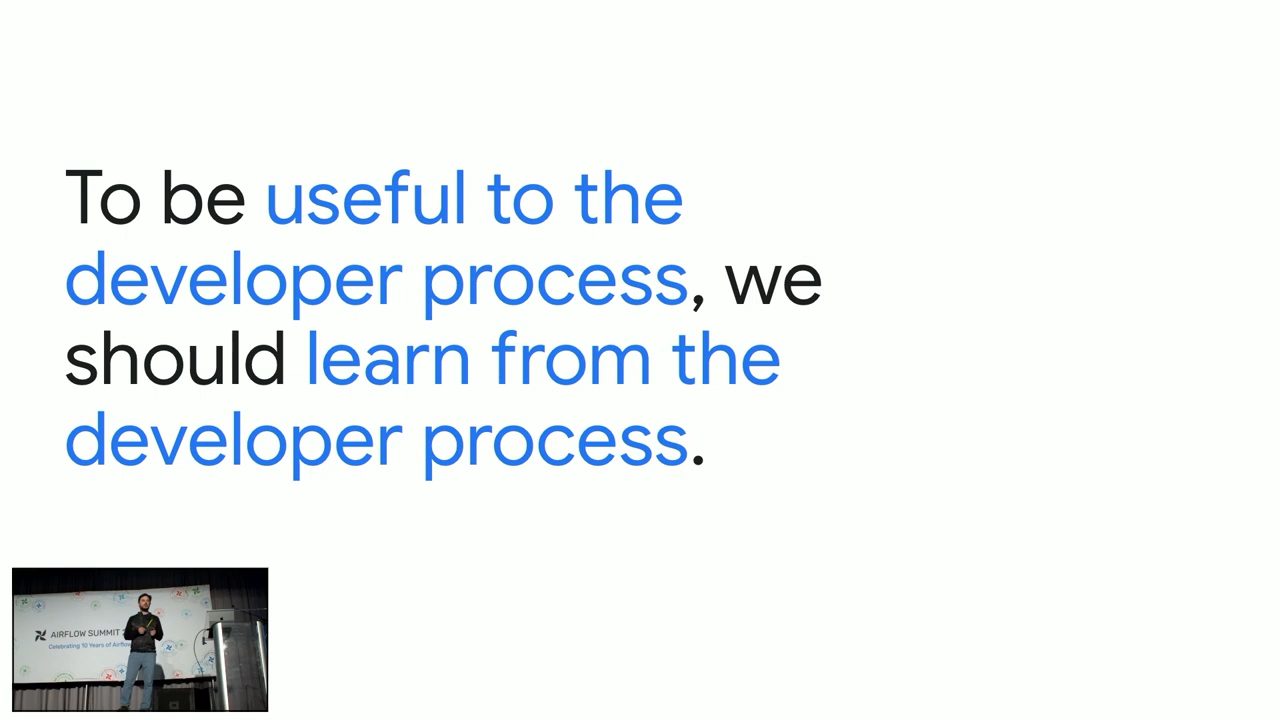 To be useful to the
developer process, we
should learn from the
developer process.
AIRFLOW SUMMIT
Celebrating 10 Years of Airflow